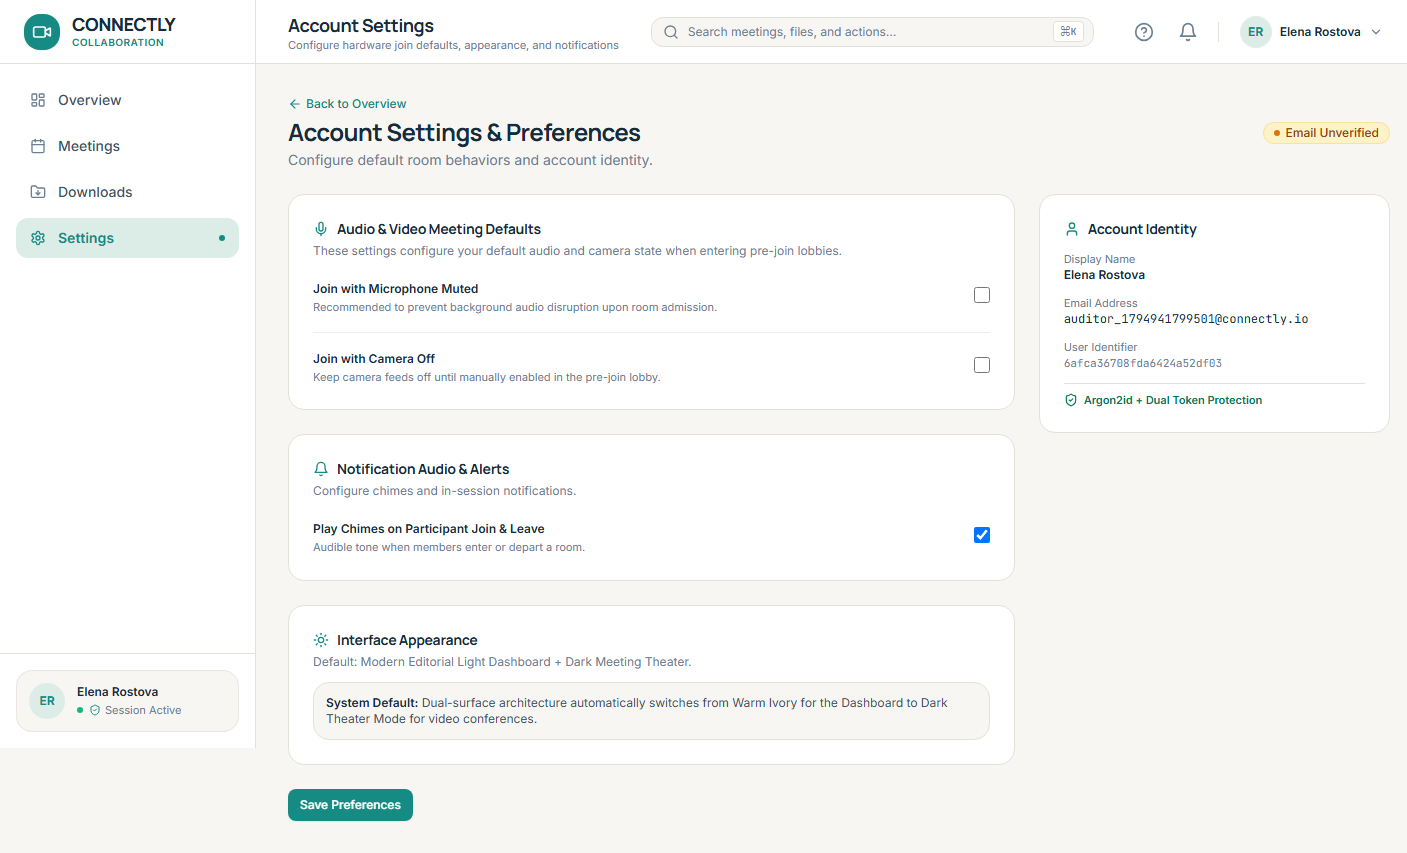 CONNECTLY
COLLABORATION
Account Settings
Configure hardware join defaults, appearance, and notifications
Search meetings, files, and actions...
⌘K
ER
Elena Rostova
Overview
Meetings
Downloads
Settings
ER
Elena Rostova
Session Active
Back to Overview
Account Settings & Preferences
Configure default room behaviors and account identity.
Email Unverified
Audio & Video Meeting Defaults
These settings configure your default audio and camera state when entering pre-join lobbies.
Join with Microphone Muted
Recommended to prevent background audio disruption upon room admission.
Join with Camera Off
Keep camera feeds off until manually enabled in the pre-join lobby.
Notification Audio & Alerts
Configure chimes and in-session notifications.
Play Chimes on Participant Join & Leave
Audible tone when members enter or depart a room.
Interface Appearance
Default: Modern Editorial Light Dashboard + Dark Meeting Theater.
System Default: Dual-surface architecture automatically switches from Warm Ivory for the Dashboard to Dark
Theater Mode for video conferences.
Save Preferences
Account Identity
Display Name
Elena Rostova
Email Address
auditor_1794941799501@connectly.io
User Identifier
6afca36708fda6424a52df03
Argon2id + Dual Token Protection